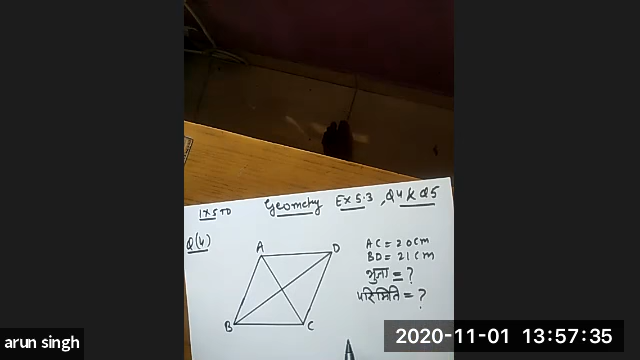 IX STD Geometry Ex 5.3, Q4 & Q5
Q(4)
A D
B C
AC = 20cm
BD = 21cm
भुजा = ?
परिमिति = ?
arun singh
2020-11-01 13:57:35